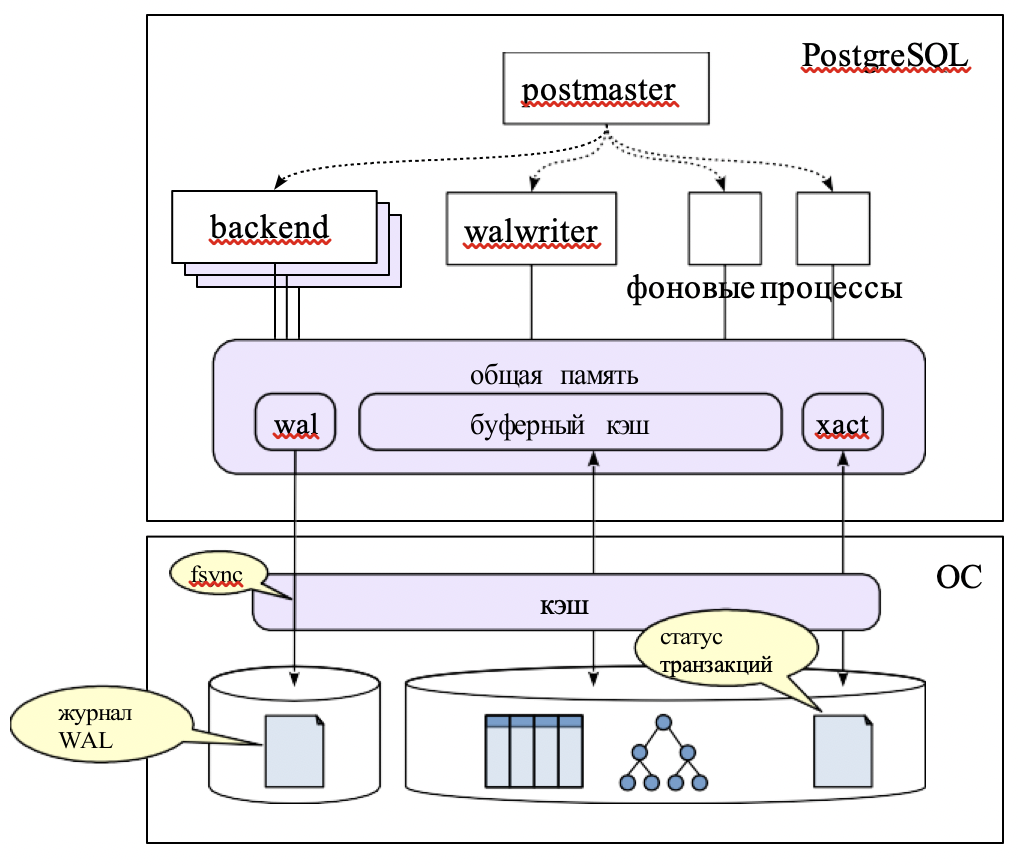 PostgreSQL
postmaster
backend
walwriter
фоновые процессы
общая память
wal
буферный кэш
xact
fsync
ОС
кэш
статус
транзакций
журнал
WAL